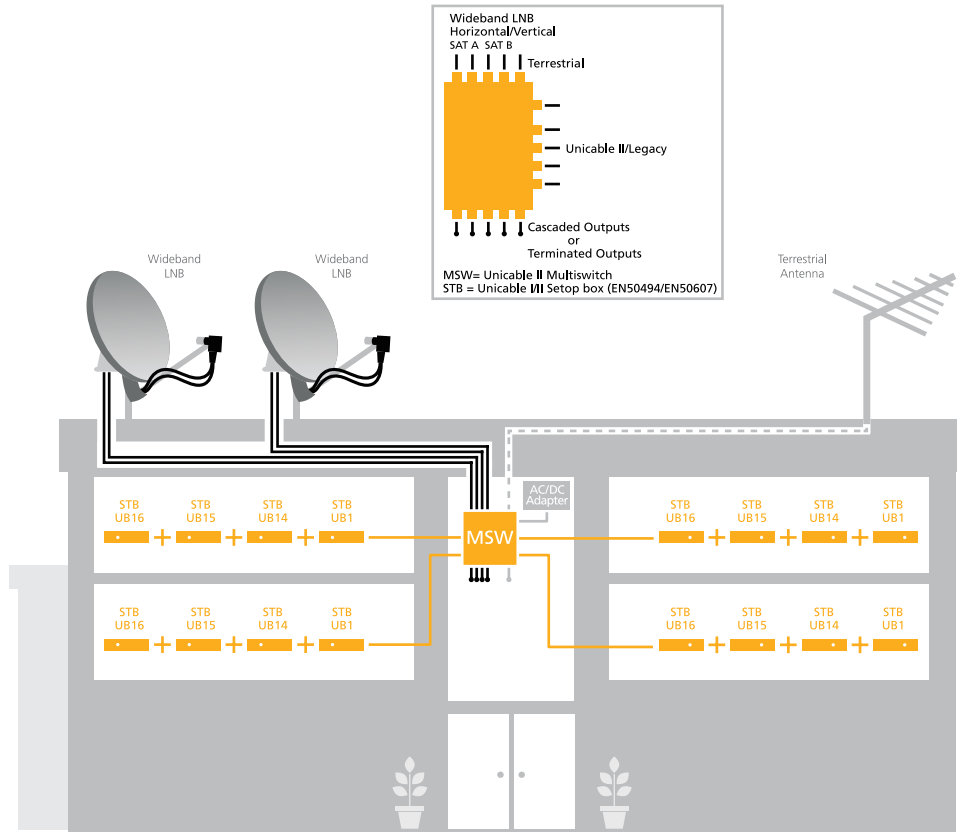 Wideband LNB
Horizontal/Vertical
SAT A SAT B
Terrestrial
Unicable II/Legacy
Cascaded Outputs
or
Terminated Outputs
MSW= Unicable II Multiswitch
STB = Unicable I/II Setop box (EN50494/EN50607)
Wideband
LNB
Wideband
LNB
Terrestrial
Antenna
AC/DC
Adapter
MSW
STB STB STB STB
UB16 UB15 UB14 UB1
STB STB STB STB
UB16 UB15 UB14 UB1
STB STB STB STB
UB16 UB15 UB14 UB1
STB STB STB STB
UB16 UB15 UB14 UB1